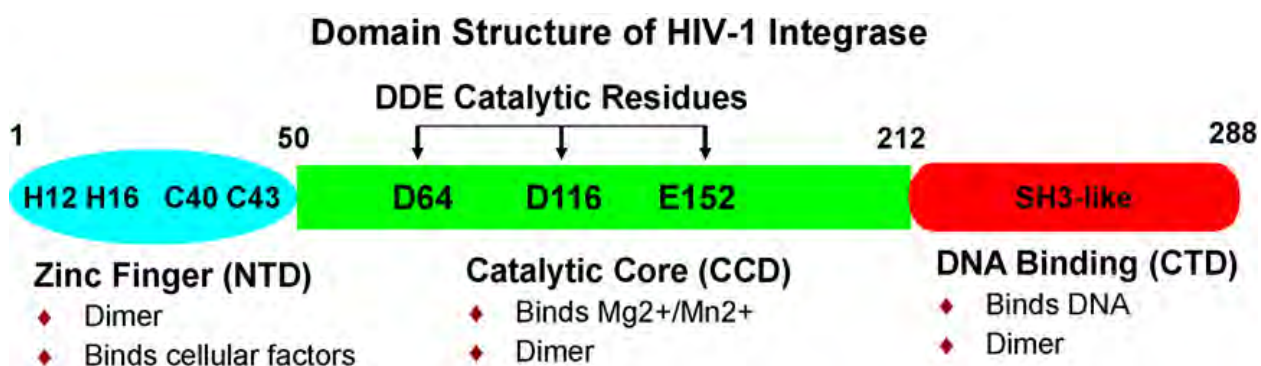 Domain Structure of HIV-1 Integrase
DDE Catalytic Residues
1 50 212 288
H12 H16 C40 C43 D64 D116 E152 SH3-like
Zinc Finger (NTD)
♦ Dimer
♦ Binds cellular factors
Catalytic Core (CCD)
♦ Binds Mg2+/Mn2+
♦ Dimer
DNA Binding (CTD)
♦ Binds DNA
♦ Dimer